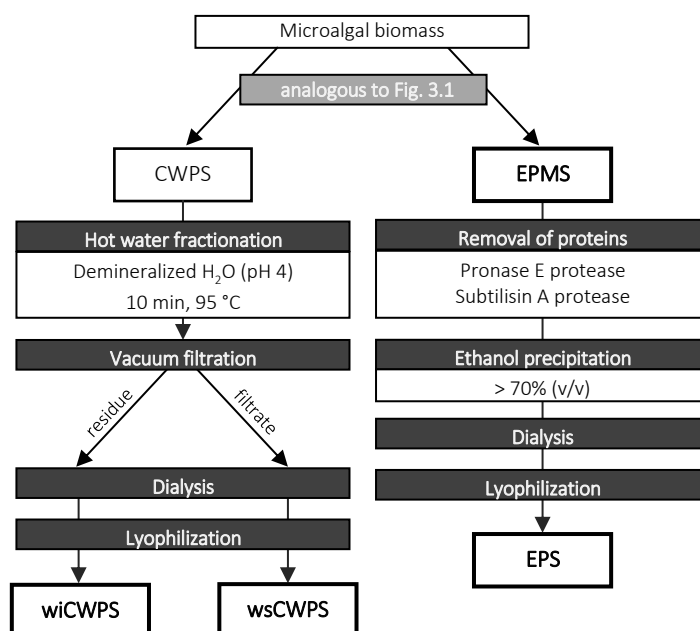 Microalgal biomass
analogous to Fig. 3.1
CWPS
EPMS
Hot water fractionation
Demineralized H₂O (pH 4)
10 min, 95 °C
Vacuum filtration
residue
filtrate
Dialysis
Lyophilization
wiCWPS
wsCWPS
Removal of proteins
Pronase E protease
Subtilisin A protease
Ethanol precipitation
> 70% (v/v)
Dialysis
Lyophilization
EPS